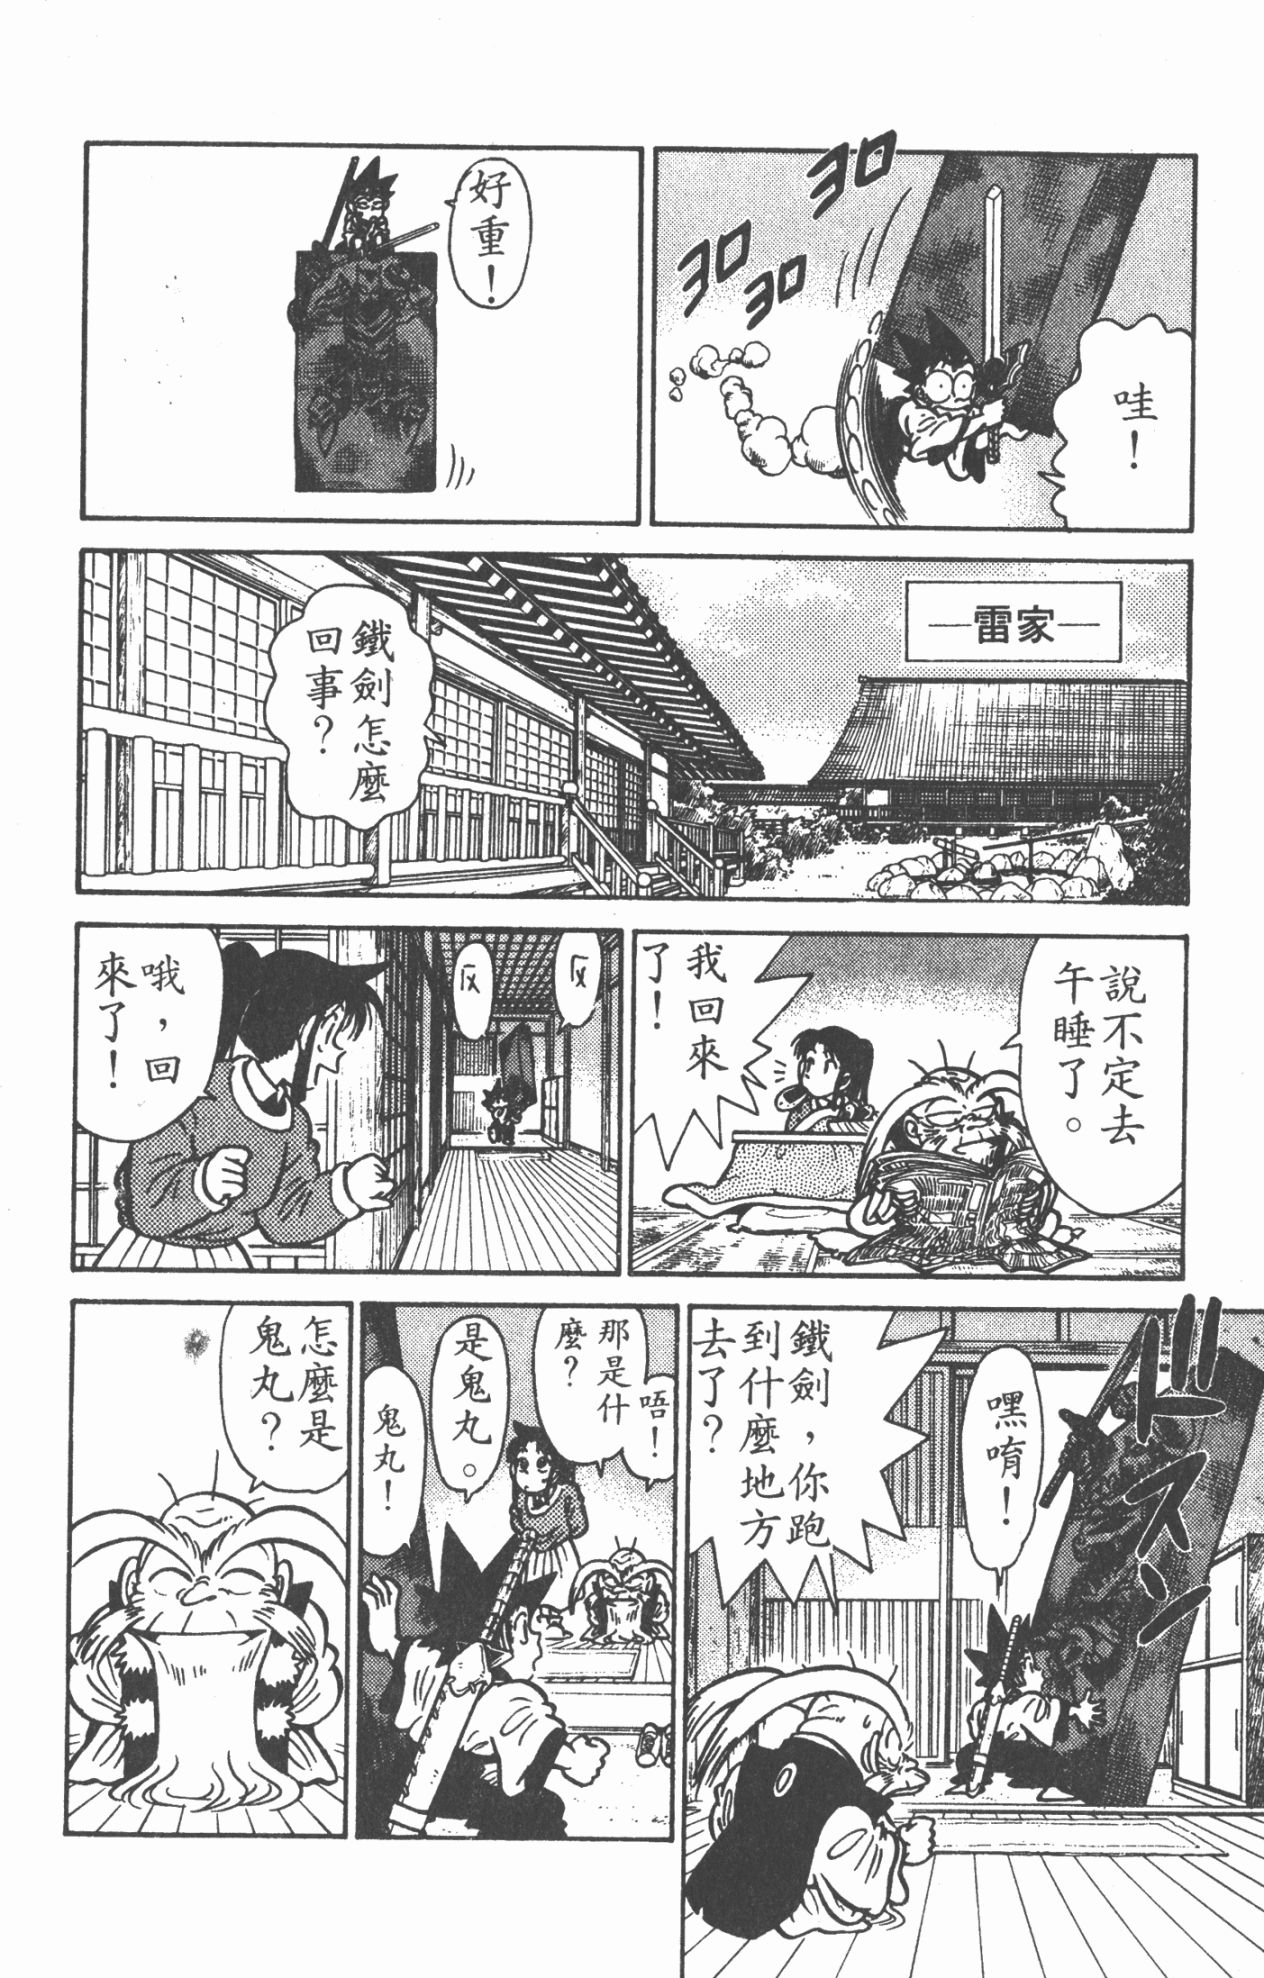 ヨロ
ヨロ
ヨロ
哇！
好重！
—雷家—
鐵劍怎麼
回事？
說不定去
午睡了。
我回來
了！
反
反
哦，回
來了！
嘿唷！
ドドスン
鐵劍，你跑
到什麼地方
去了？
唔！
那是什
麼？
是鬼丸。
鬼丸！
怎麼是
鬼丸？